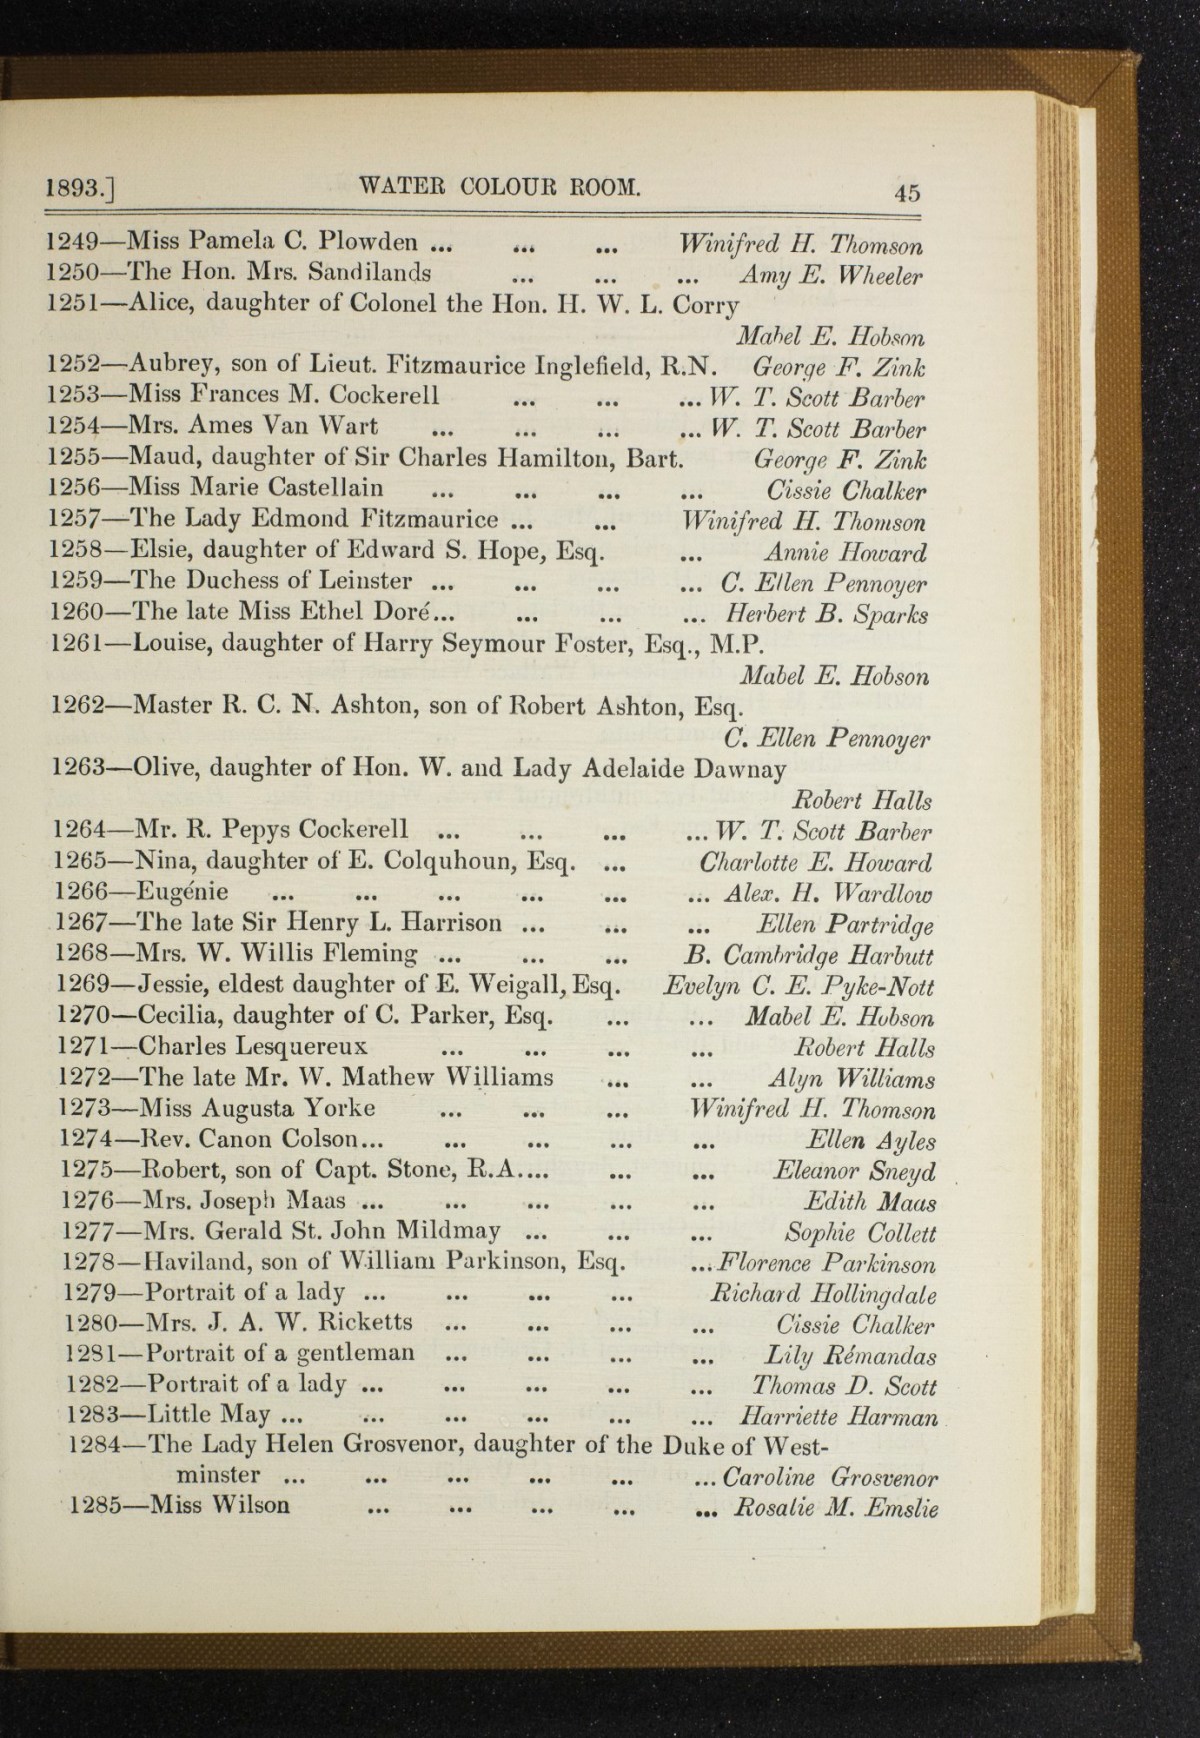 1893.] WATER COLOUR ROOM. 45
1249—Miss Pamela C. Plowden ... ... ... Winifred H. Thomson
1250—The Hon. Mrs. Sandilands ... ... ... Amy E. Wheeler
1251—Alice, daughter of Colonel the Hon. H. W. L. Corry
Mabel E. Hobson
1252—Aubrey, son of Lieut. Fitzmaurice Inglefield, R.N. George F. Zink
1253—Miss Frances M. Cockerell ... ... ... W. T. Scott Barber
1254—Mrs. Ames Van Wart ... ... ... ... W. T. Scott Barber
1255—Maud, daughter of Sir Charles Hamilton, Bart. George F. Zink
1256—Miss Marie Castellain ... ... ... ... Cissie Chalker
1257—The Lady Edmond Fitzmaurice ... ... Winifred H. Thomson
1258—Elsie, daughter of Edward S. Hope, Esq. ... Annie Howard
1259—The Duchess of Leinster ... ... ... ... C. Ellen Pennoyer
1260—The late Miss Ethel Doré... ... ... ... Herbert B. Sparks
1261—Louise, daughter of Harry Seymour Foster, Esq., M.P.
Mabel E. Hobson
1262—Master R. C. N. Ashton, son of Robert Ashton, Esq.
C. Ellen Pennoyer
1263—Olive, daughter of Hon. W. and Lady Adelaide Dawnay
Robert Halls
1264—Mr. R. Pepys Cockerell ... ... ... ... W. T. Scott Barber
1265—Nina, daughter of E. Colquhoun, Esq. ... Charlotte E. Howard
1266—Eugénie ... ... ... ... ... ... Alex. H. Wardlow
1267—The late Sir Henry L. Harrison ... ... ... Ellen Partridge
1268—Mrs. W. Willis Fleming ... ... ... B. Cambridge Harbutt
1269—Jessie, eldest daughter of E. Weigall, Esq. Evelyn C. E. Pyke-Nott
1270—Cecilia, daughter of C. Parker, Esq. ... ... Mabel E. Hobson
1271—Charles Lesquereux ... ... ... ... Robert Halls
1272—The late Mr. W. Mathew Williams ... ... Alyn Williams
1273—Miss Augusta Yorke ... ... ... Winifred H. Thomson
1274—Rev. Canon Colson... ... ... ... ... Ellen Ayles
1275—Robert, son of Capt. Stone, R.A.... ... ... Eleanor Sneyd
1276—Mrs. Joseph Maas ... ... ... ... ... Edith Maas
1277—Mrs. Gerald St. John Mildmay ... ... ... Sophie Collett
1278—Haviland, son of William Parkinson, Esq. ... Florence Parkinson
1279—Portrait of a lady ... ... ... ... Richard Hollingdale
1280—Mrs. J. A. W. Ricketts ... ... ... ... Cissie Chalker
1281—Portrait of a gentleman ... ... ... ... Lily Rémandas
1282—Portrait of a lady ... ... ... ... ... Thomas D. Scott
1283—Little May ... ... ... ... ... ... Harriette Harman
1284—The Lady Helen Grosvenor, daughter of the Duke of West-
minster ... ... ... ... ... ... Caroline Grosvenor
1285—Miss Wilson ... ... ... ... ... Rosalie M. Emslie